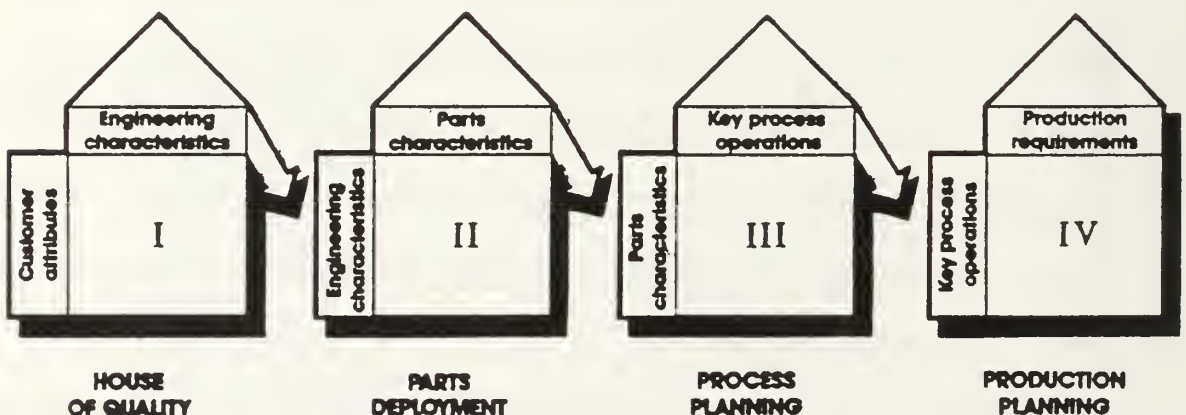 Engineering
characteristics
Customer
attributes
I
HOUSE
OF QUALITY
Parts
characteristics
Engineering
characteristics
II
PARTS
DEPLOYMENT
Key process
operations
Parts
characteristics
III
PROCESS
PLANNING
Production
requirements
Key process
operations
IV
PRODUCTION
PLANNING